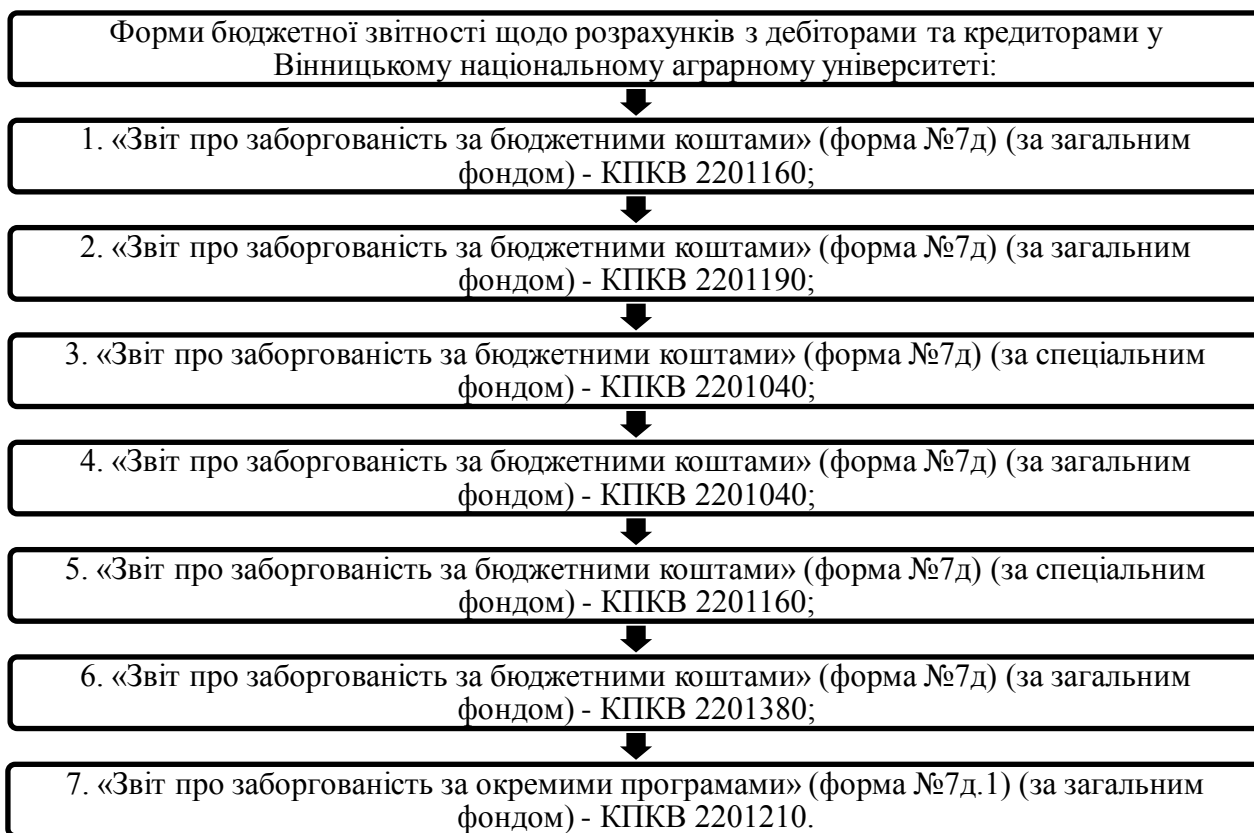 Форми бюджетної звітності щодо розрахунків з дебіторами та кредиторами у
Вінницькому національному аграрному університеті:
1. «Звіт про заборгованість за бюджетними коштами» (форма №7д) (за загальним
фондом) - КПКВ 2201160;
2. «Звіт про заборгованість за бюджетними коштами» (форма №7д) (за загальним
фондом) - КПКВ 2201190;
3. «Звіт про заборгованість за бюджетними коштами» (форма №7д) (за спеціальним
фондом) - КПКВ 2201040;
4. «Звіт про заборгованість за бюджетними коштами» (форма №7д) (за загальним
фондом) - КПКВ 2201040;
5. «Звіт про заборгованість за бюджетними коштами» (форма №7д) (за спеціальним
фондом) - КПКВ 2201160;
6. «Звіт про заборгованість за бюджетними коштами» (форма №7д) (за загальним
фондом) - КПКВ 2201380;
7. «Звіт про заборгованість за окремими програмами» (форма №7д.1) (за загальним
фондом) - КПКВ 2201210.